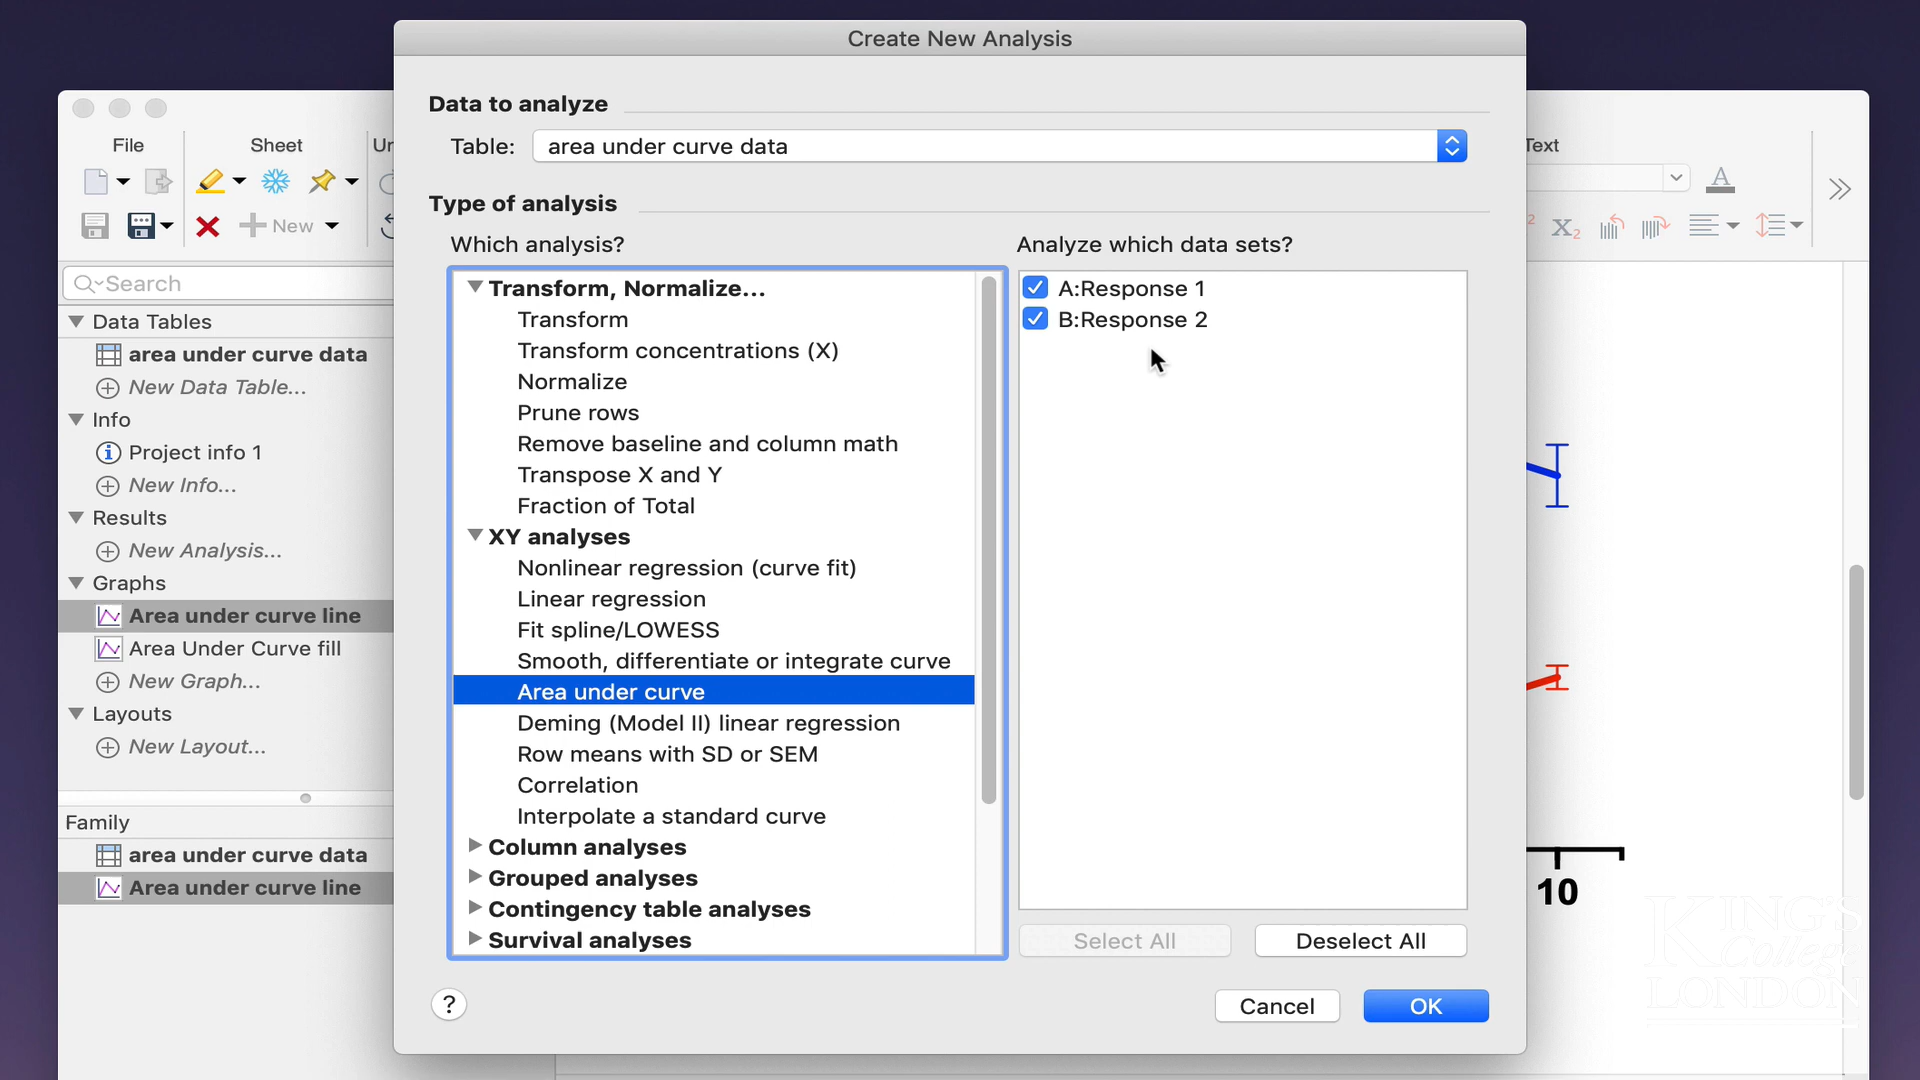 Create New Analysis
Data to analyze
Table: area under curve data
Type of analysis
Which analysis?
Transform, Normalize...
Transform
Transform concentrations (X)
Normalize
Prune rows
Remove baseline and column math
Transpose X and Y
Fraction of Total
XY analyses
Nonlinear regression (curve fit)
Linear regression
Fit spline/LOWESS
Smooth, differentiate or integrate curve
Area under curve
Deming (Model II) linear regression
Row means with SD or SEM
Correlation
Interpolate a standard curve
Column analyses
Grouped analyses
Contingency table analyses
Survival analyses
Analyze which data sets?
A:Response 1
B:Response 2
Select All
Deselect All
?
Cancel
OK
File
Sheet
New
Search
Data Tables
area under curve data
New Data Table...
Info
Project info 1
New Info...
Results
New Analysis...
Graphs
Area under curve line
Area Under Curve fill
New Graph...
Layouts
New Layout...
Family
area under curve data
Area under curve line
Text
A
X2
10
KING'S
College
LONDON